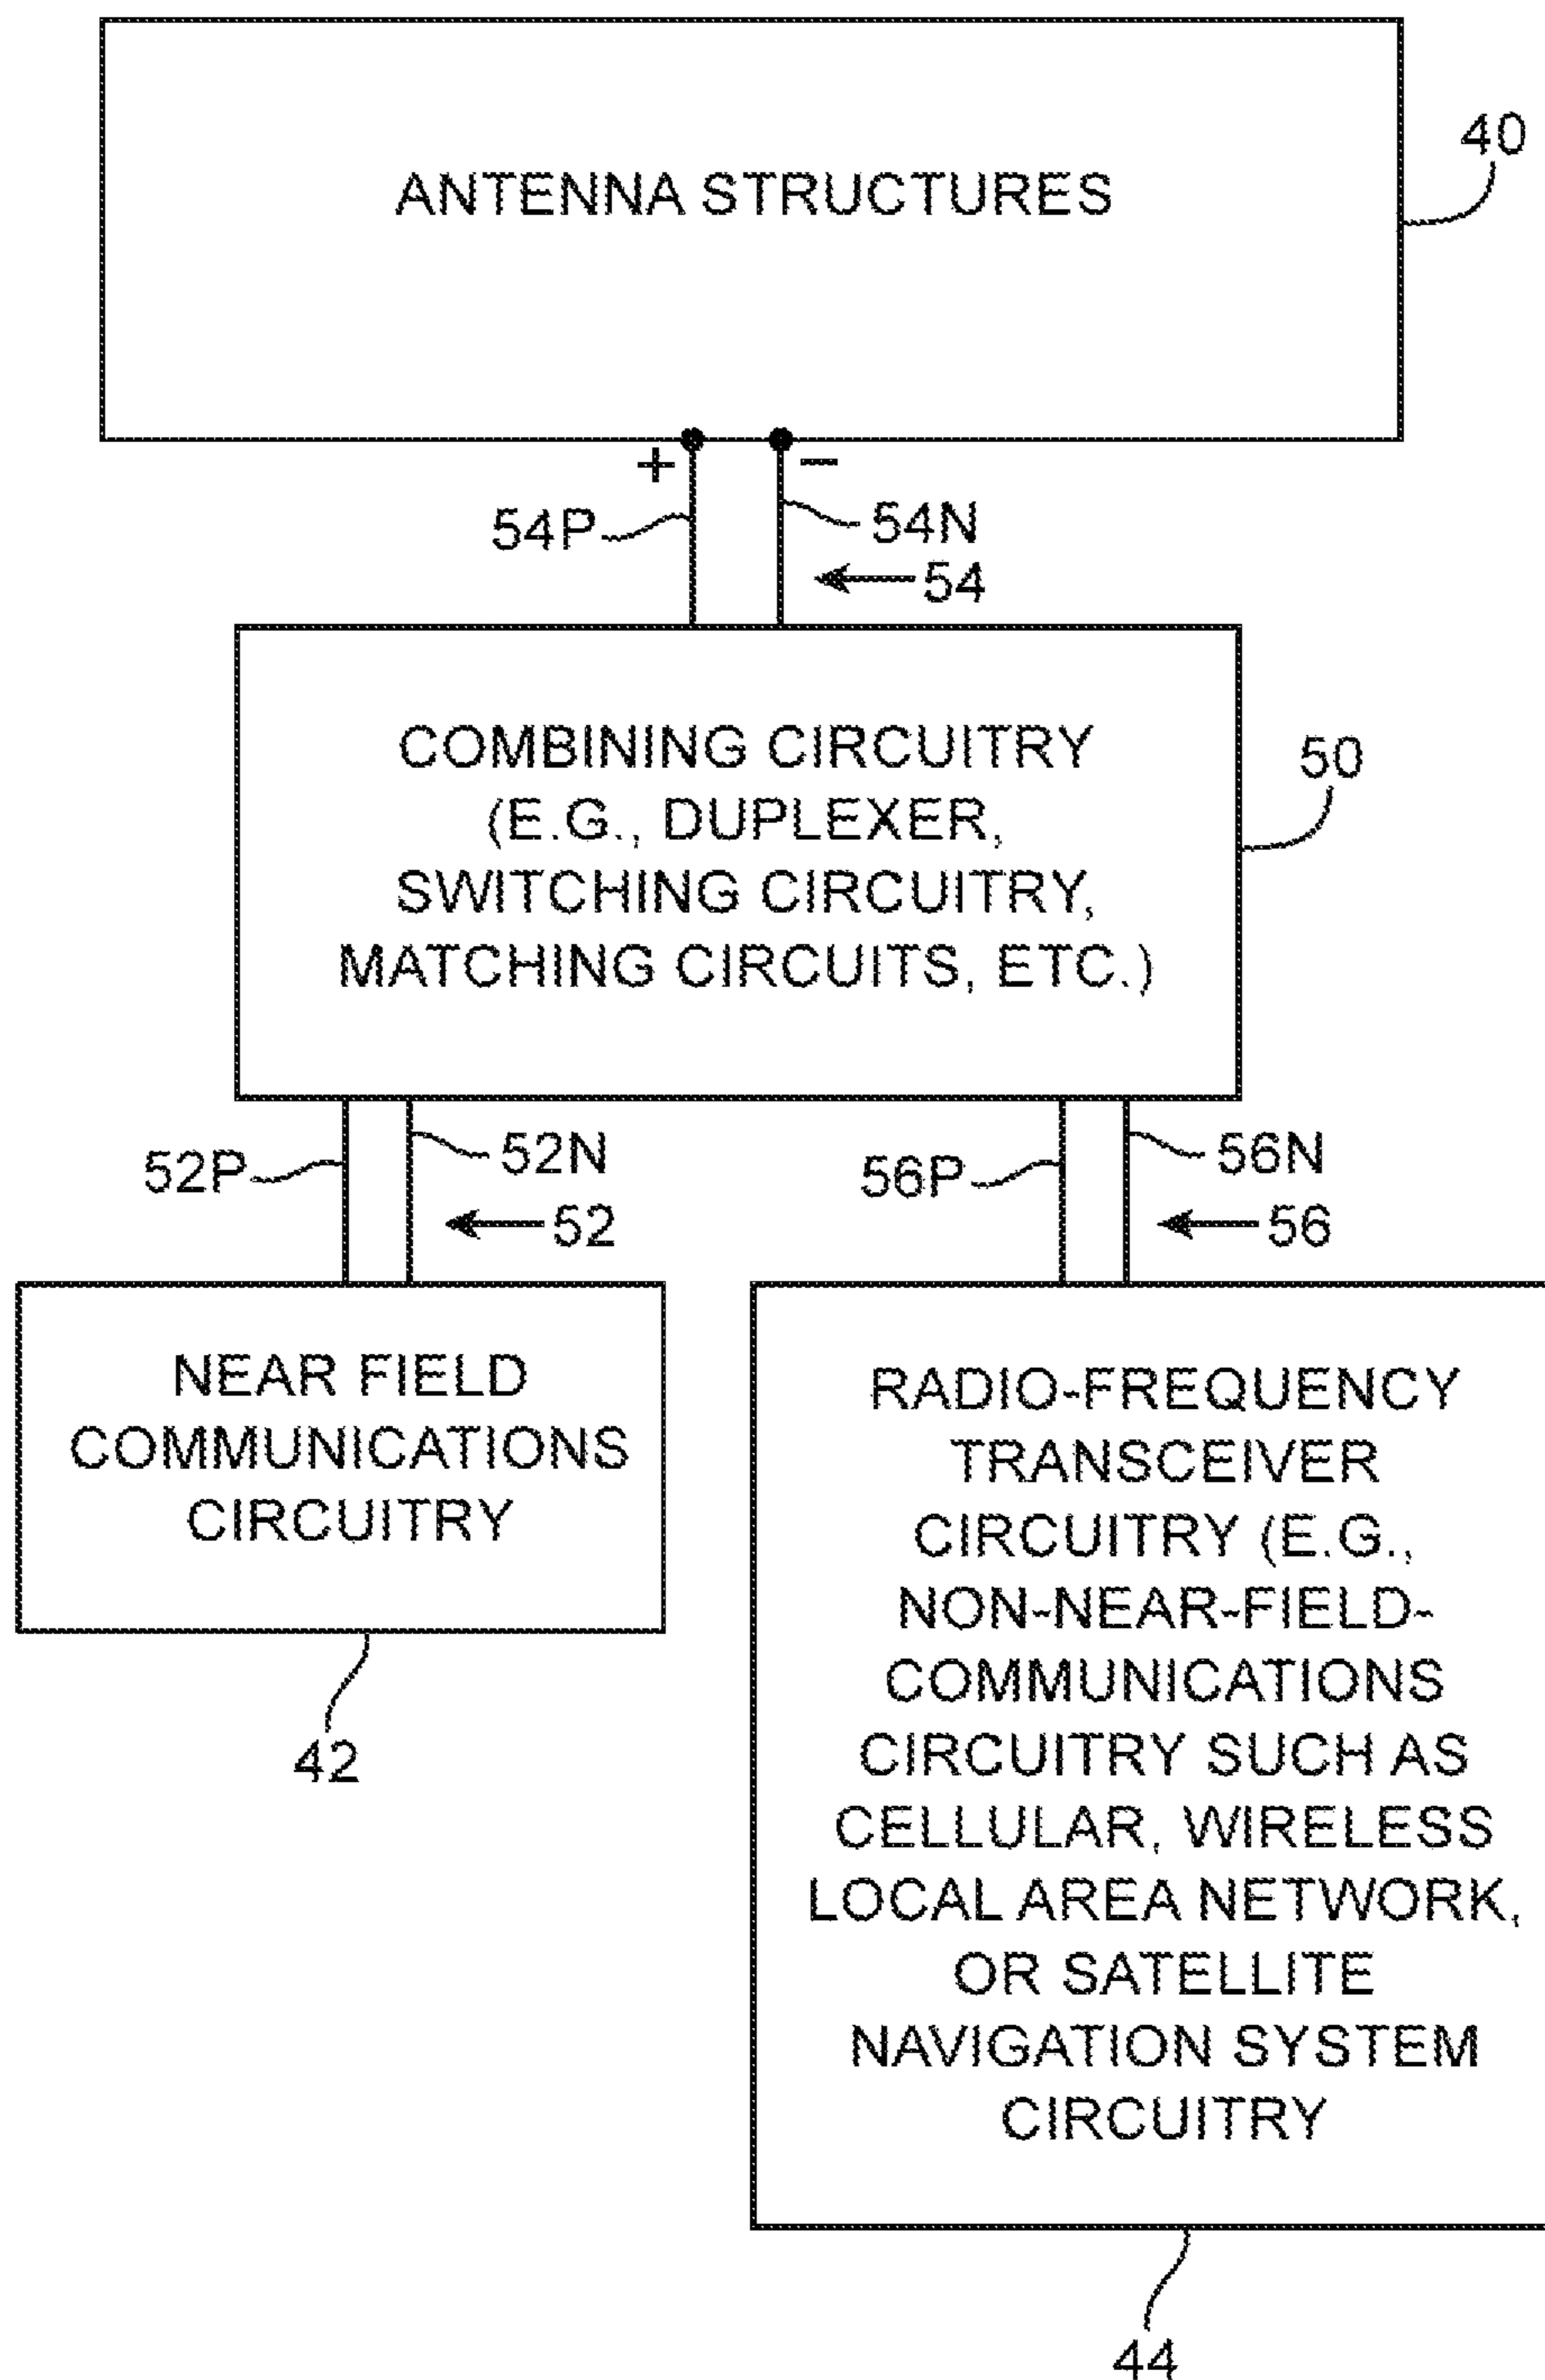 ANTENNA STRUCTURES
40
+ −
54P
54N
54
COMBINING CIRCUITRY
(E.G., DUPLEXER,
SWITCHING CIRCUITRY,
MATCHING CIRCUITS, ETC.)
50
52P
52N
52
56P
56N
56
NEAR FIELD
COMMUNICATIONS
CIRCUITRY
42
RADIO-FREQUENCY
TRANSCEIVER
CIRCUITRY (E.G.,
NON-NEAR-FIELD-
COMMUNICATIONS
CIRCUITRY SUCH AS
CELLULAR, WIRELESS
LOCAL AREA NETWORK,
OR SATELLITE
NAVIGATION SYSTEM
CIRCUITRY
44